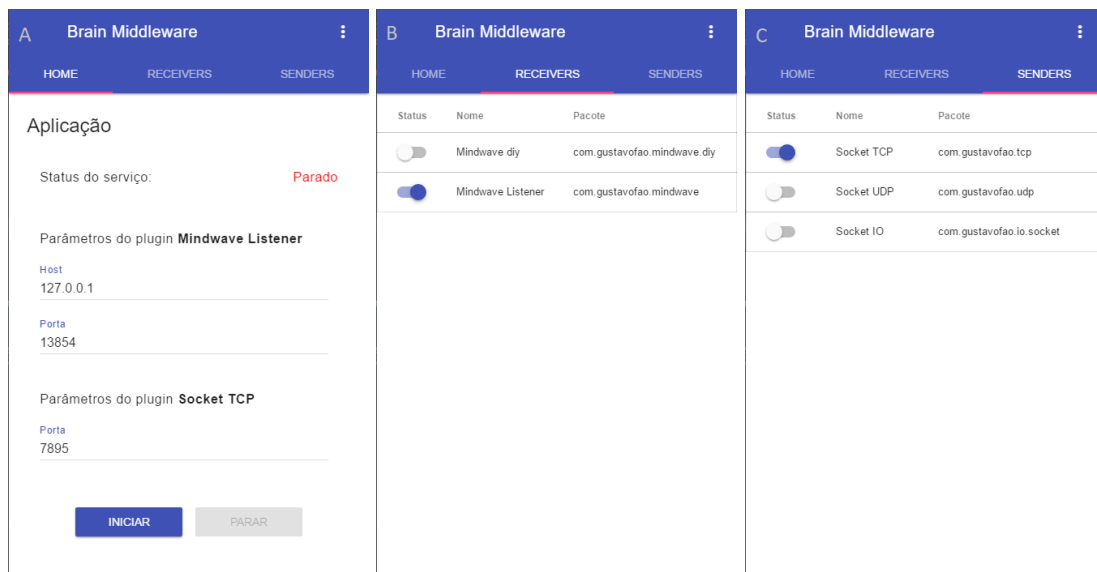 A
Brain Middleware
HOME RECEIVERS SENDERS
Aplicação
Status do serviço: Parado
Parâmetros do plugin Mindwave Listener
Host
127.0.0.1
Porta
13854
Parâmetros do plugin Socket TCP
Porta
7895
INICIAR PARAR
B
Brain Middleware
HOME RECEIVERS SENDERS
Status Nome Pacote
Mindwave diy com.gustavofao.mindwave.diy
Mindwave Listener com.gustavofao.mindwave
C
Brain Middleware
HOME RECEIVERS SENDERS
Status Nome Pacote
Socket TCP com.gustavofao.tcp
Socket UDP com.gustavofao.udp
Socket IO com.gustavofao.io.socket